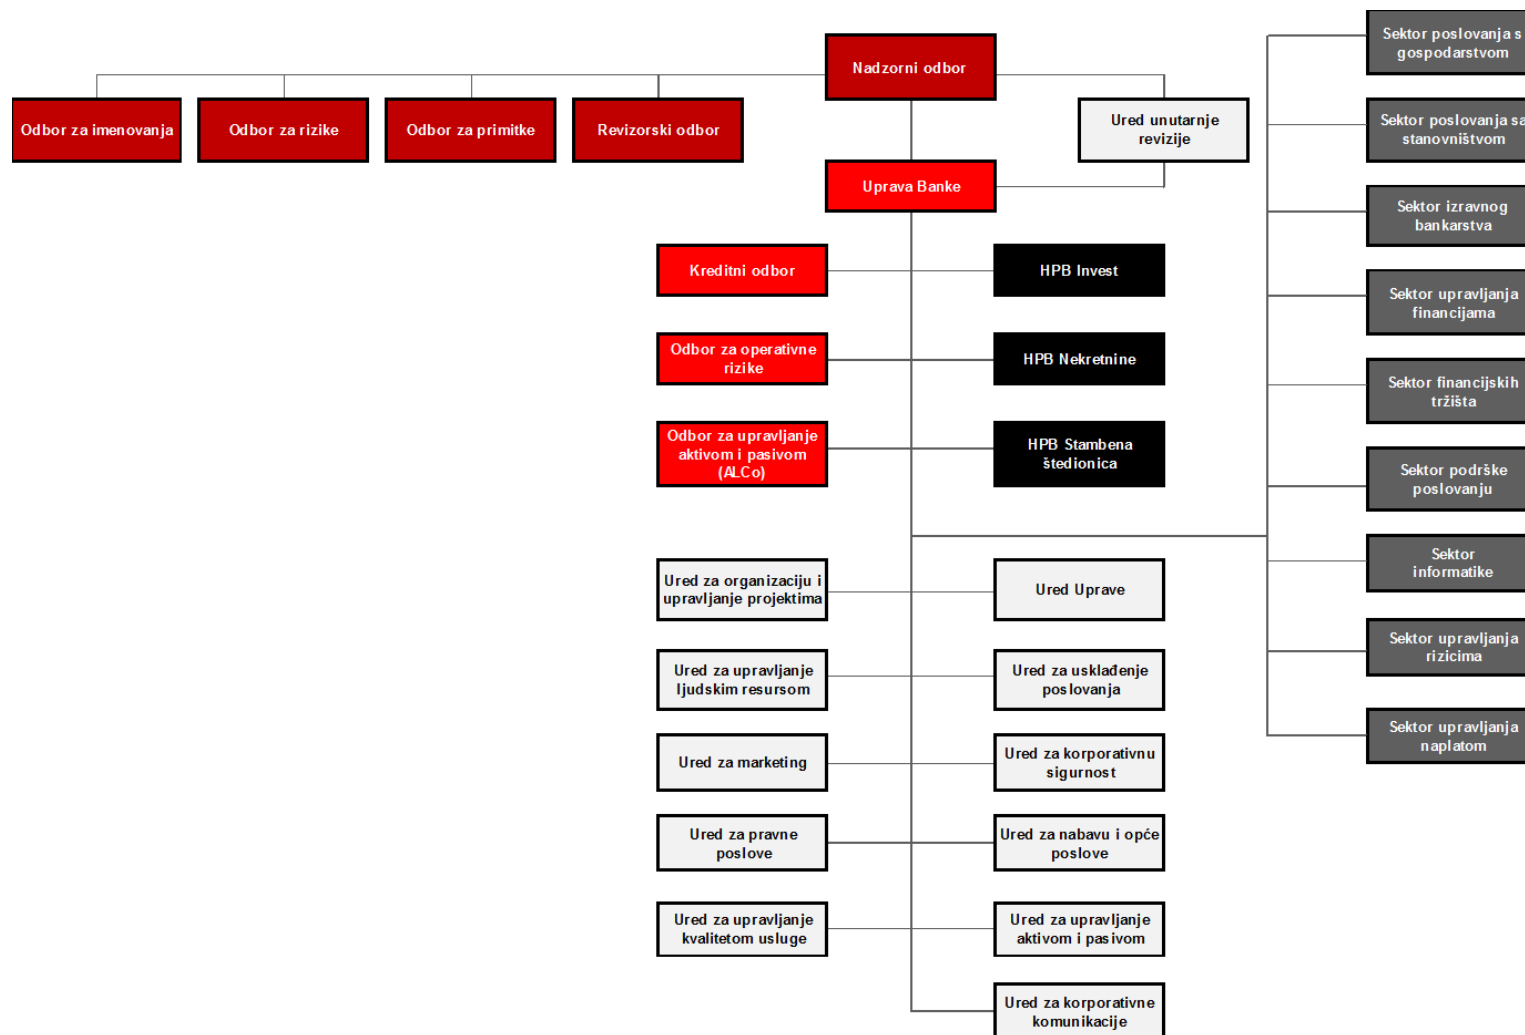 Nadzorni odbor
Odbor za imenovanja
Odbor za rizike
Odbor za primitke
Revizorski odbor
Ured unutarnje
revizije
Uprava Banke
Kreditni odbor
HPB Invest
Odbor za operativne
rizike
HPB Nekretnine
Odbor za upravljanje
aktivom i pasivom
(ALCo)
HPB Stambena
štedionica
Ured za organizaciju i
upravljanje projektima
Ured Uprave
Ured za upravljanje
ljudskim resursom
Ured za usklađenje
poslovanja
Ured za marketing
Ured za korporativnu
sigurnost
Ured za pravne
poslove
Ured za nabavu i opće
poslove
Ured za upravljanje
kvalitetom usluge
Ured za upravljanje
aktivom i pasivom
Ured za korporativne
komunikacije
Sektor poslovanja s
gospodarstvom
Sektor poslovanja sa
stanovništvom
Sektor izravnog
bankarstva
Sektor upravljanja
financijama
Sektor financijskih
tržišta
Sektor podrške
poslovanju
Sektor
informatike
Sektor upravljanja
rizicima
Sektor upravljanja
naplatom